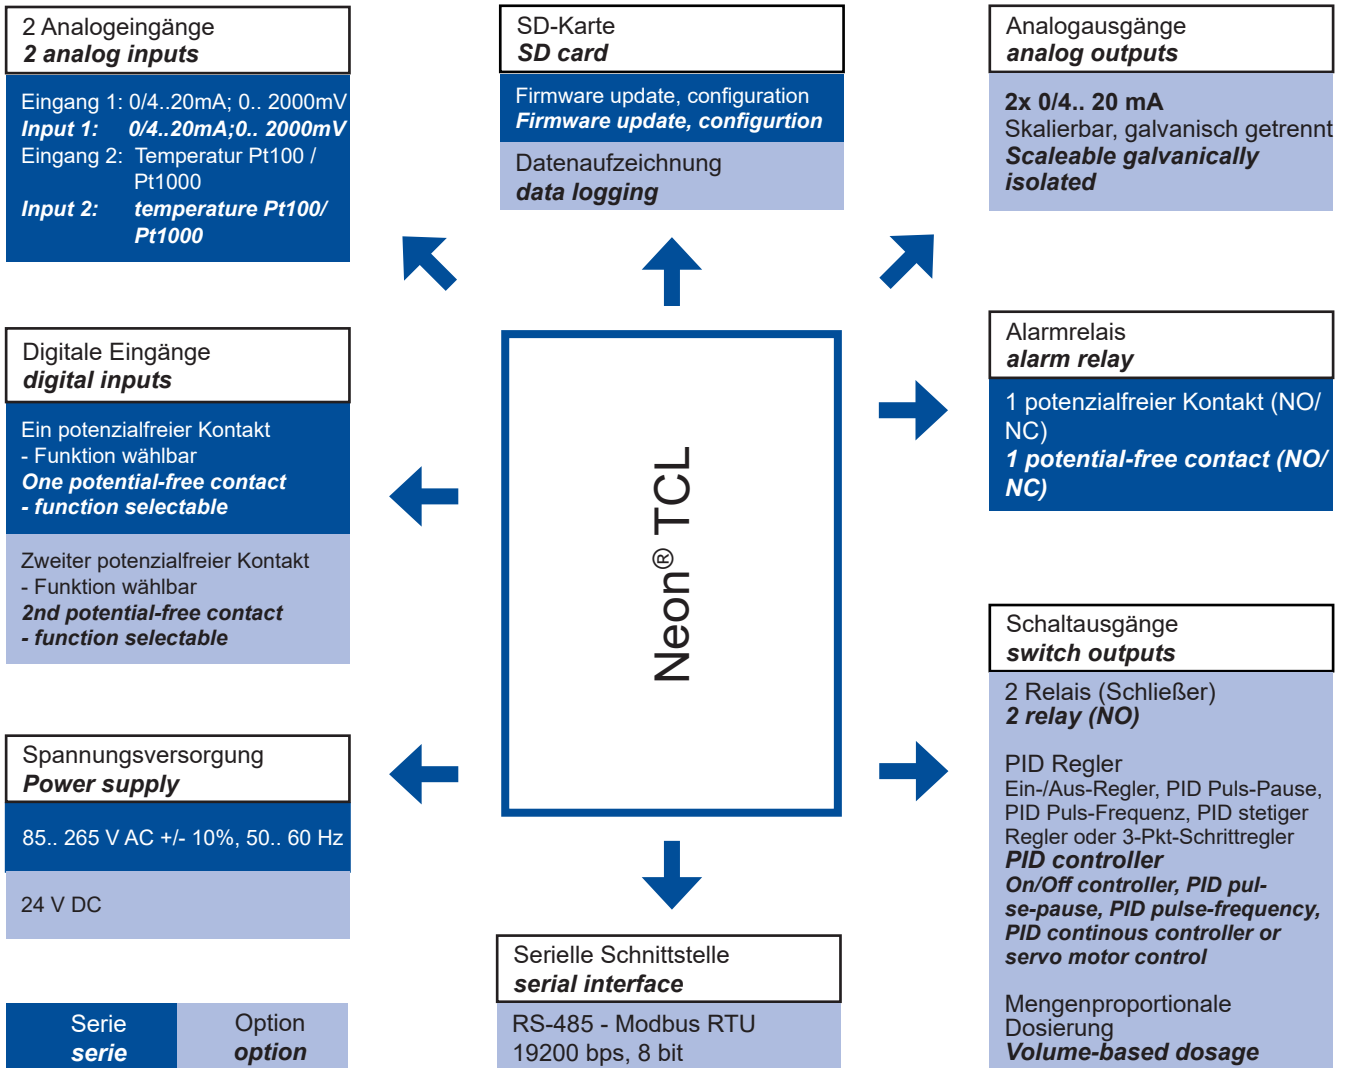 2 Analogeingänge
2 analog inputs
Eingang 1: 0/4..20mA; 0.. 2000mV
Input 1: 0/4..20mA;0.. 2000mV
Eingang 2: Temperatur Pt100 /
Pt1000
Input 2: temperature Pt100/
Pt1000
SD-Karte
SD card
Firmware update, configuration
Firmware update, configurtion
Datenaufzeichnung
data logging
Analogausgänge
analog outputs
2x 0/4.. 20 mA
Skalierbar, galvanisch getrennt
Scaleable galvanically
isolated
Digitale Eingänge
digital inputs
Ein potenzialfreier Kontakt
- Funktion wählbar
One potential-free contact
- function selectable
Zweiter potenzialfreier Kontakt
- Funktion wählbar
2nd potential-free contact
- function selectable
Neon® TCL
Alarmrelais
alarm relay
1 potenzialfreier Kontakt (NO/
NC)
1 potential-free contact (NO/
NC)
Spannungsversorgung
Power supply
85.. 265 V AC +/- 10%, 50.. 60 Hz
24 V DC
Schaltausgänge
switch outputs
2 Relais (Schließer)
2 relay (NO)
PID Regler
Ein-/Aus-Regler, PID Puls-Pause,
PID Puls-Frequenz, PID stetiger
Regler oder 3-Pkt-Schrittregler
PID controller
On/Off controller, PID pul-
se-pause, PID pulse-frequency,
PID continous controller or
servo motor control
Mengenproportionale
Dosierung
Volume-based dosage
Serie
serie
Option
option
Serielle Schnittstelle
serial interface
RS-485 - Modbus RTU
19200 bps, 8 bit